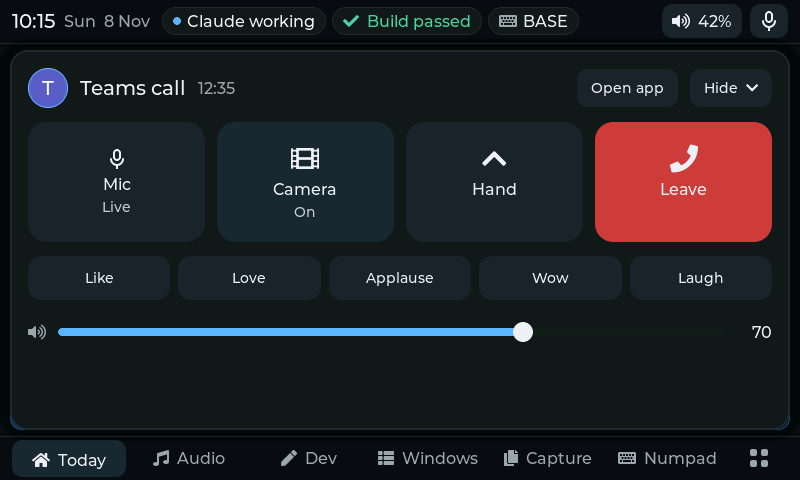 10:15 Sun 8 Nov Claude working Build passed BASE 42%
T Teams call 12:35 Open app Hide
Mic Camera Hand Leave
Live On
Like Love Applause Wow Laugh
70
Today Audio Dev Windows Capture Numpad